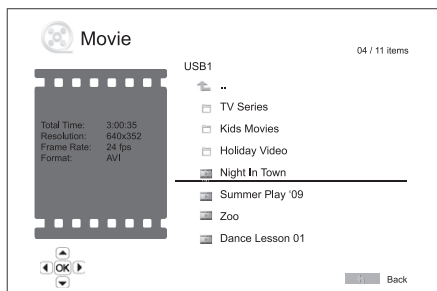 Movie
04 / 11 items
USB1
..
TV Series
Kids Movies
Holiday Video
Night In Town
Summer Play ‘09
Zoo
Dance Lesson 01
Total Time: 3:00:35
Resolution: 640x352
Frame Rate: 24 fps
Format: AVI
OK
Back